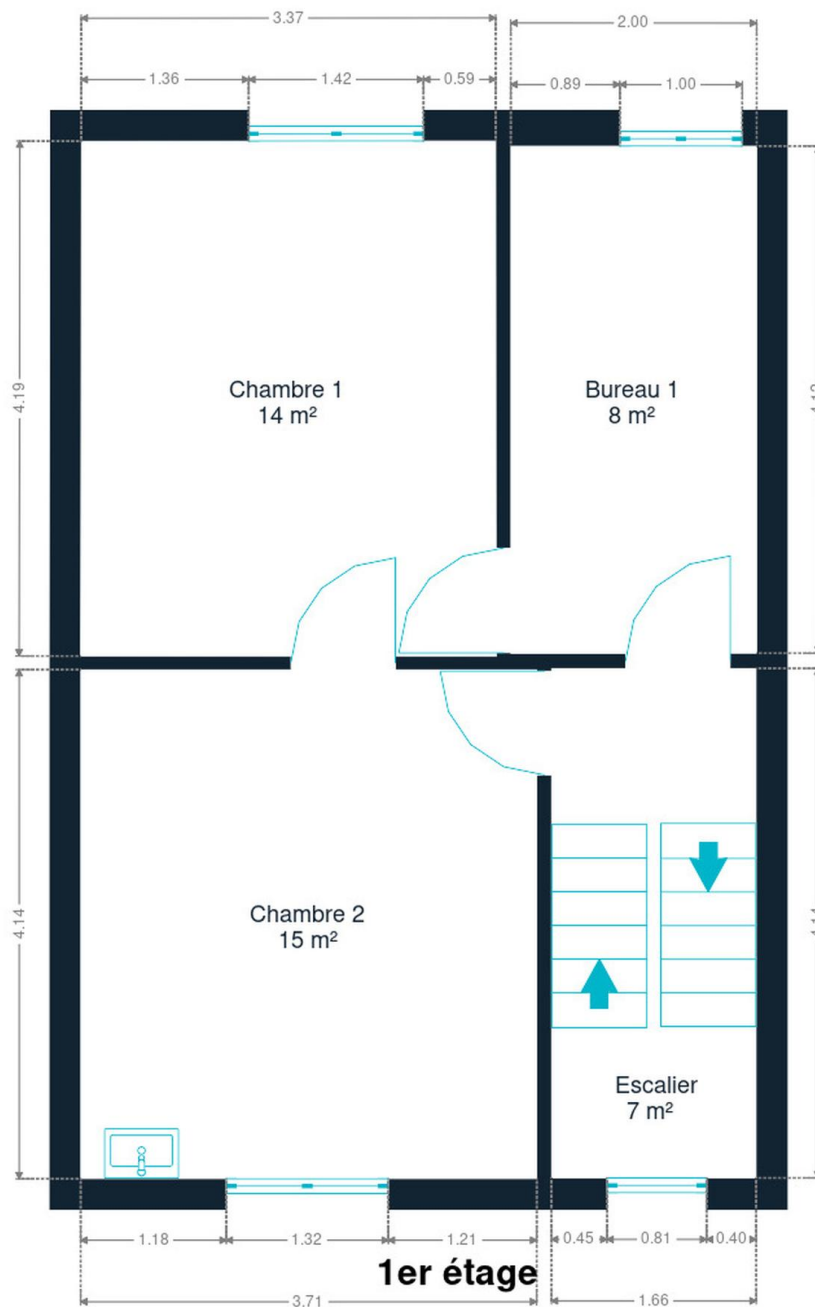 3.37
2.00
1.36
1.42
0.59
0.89
1.00
4.19
Chambre 1
14 m²
Bureau 1
8 m²
4.14
Chambre 2
15 m²
Escalier
7 m²
1.18
1.32
1.21
0.45
0.81
0.40
1er étage
3.71
1.66